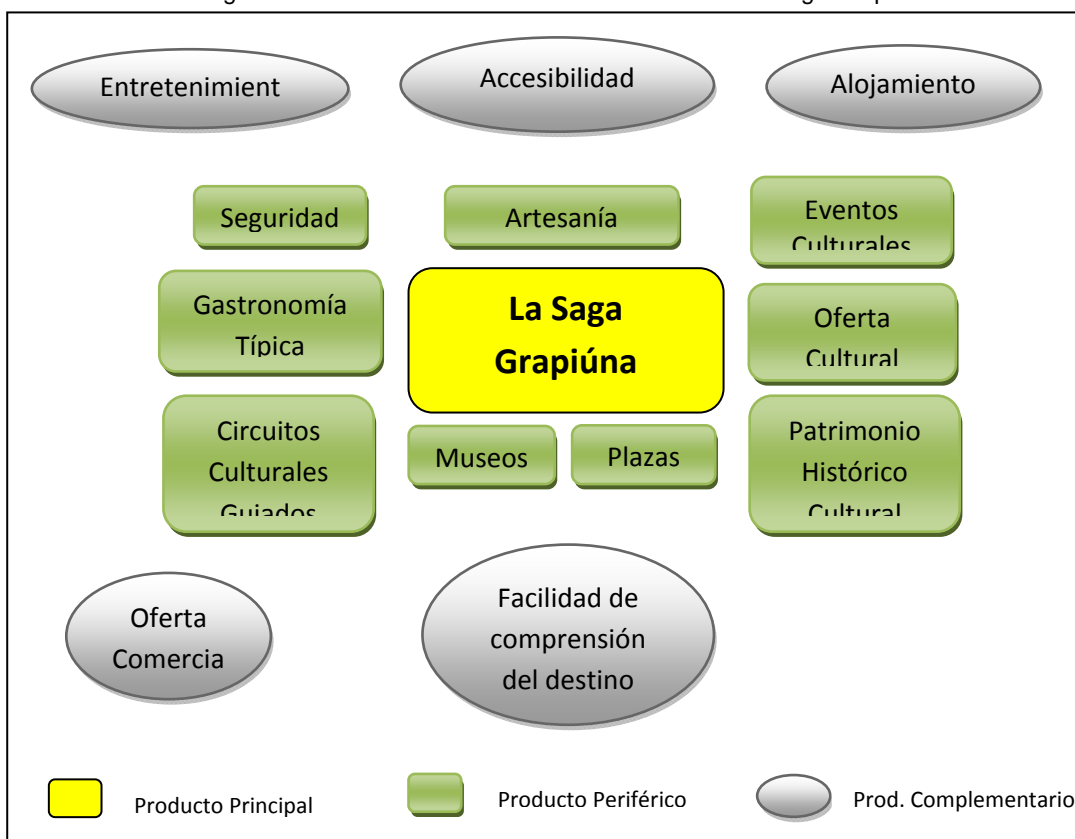 Entretenimient
Accesibilidad
Alojamiento
Seguridad
Artesanía
Eventos
Culturales
Gastronomía
Típica
La Saga
Grapiúna
Oferta
Cultural
Circuitos
Culturales
Guiados
Museos
Plazas
Patrimonio
Histórico
Cultural
Oferta
Comercia
Facilidad de
comprensión
del destino
Producto Principal
Producto Periférico
Prod. Complementario